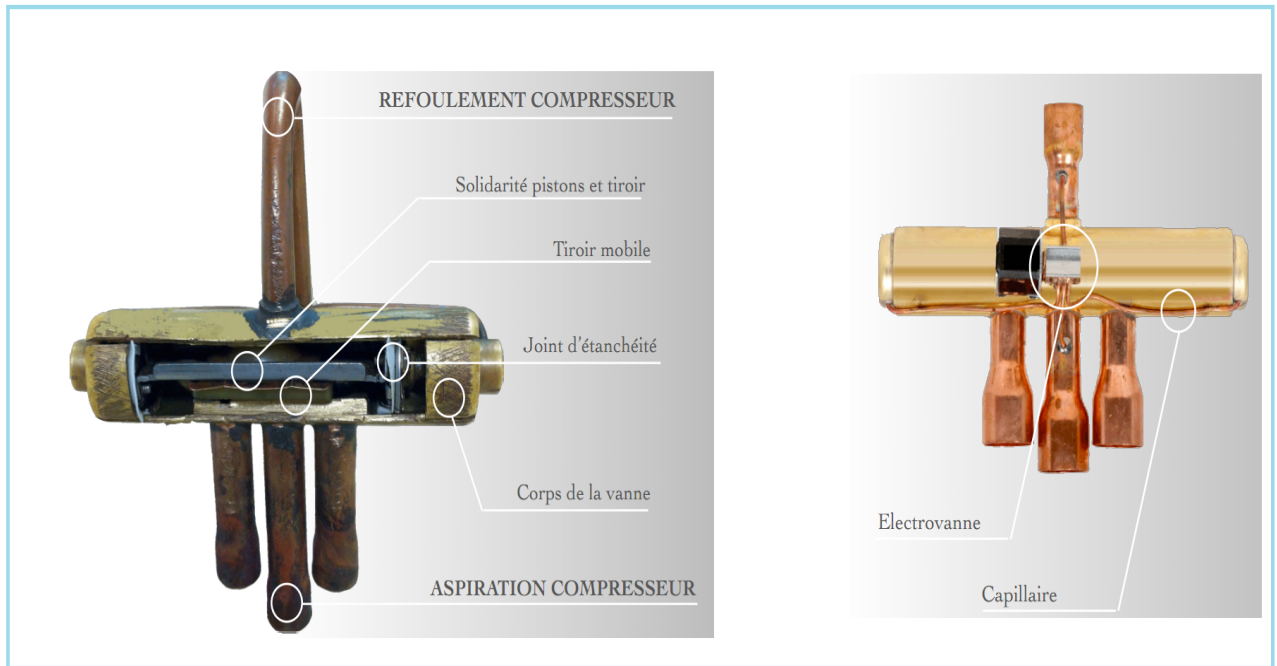 REFOULEMENT COMPRESSEUR
Solidarité pistons et tiroir
Tiroir mobile
Joint d'étanchéité
Corps de la vanne
ASPIRATION COMPRESSEUR
Electrovanne
Capillaire